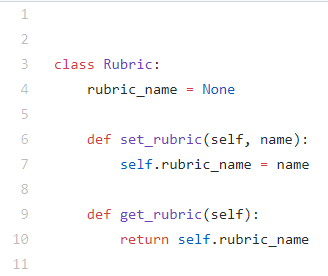 1
2
3 class Rubric:
4     rubric_name = None
5
6     def set_rubric(self, name):
7         self.rubric_name = name
8
9     def get_rubric(self):
10         return self.rubric_name
11